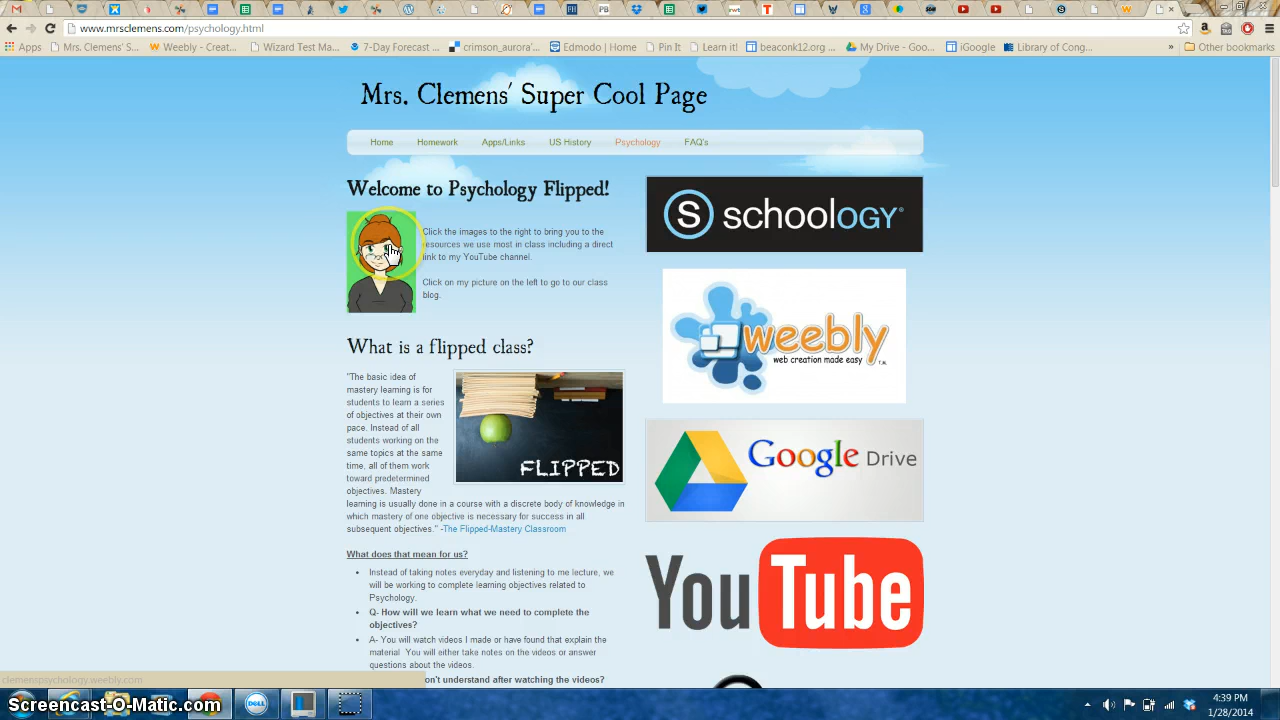 www.mrsclemens.com/psychology.html
Apps
Mrs. Clemens' S...
Weebly - Creat...
Wizard Test Ma...
7-Day Forecast ...
crimson_aurora'...
Edmodo | Home
Pin It
Learn it!
beaconk12.org ...
My Drive - Goo...
iGoogle
Library of Cong...
»
Other bookmarks
Mrs. Clemens' Super Cool Page
Home
Homework
Apps/Links
US History
Psychology
FAQ's
Welcome to Psychology Flipped!
Click the images to the right to bring you to the
resources we use most in class including a direct
link to my YouTube channel.
Click on my picture on the left to go to our class
blog.
What is a flipped class?
"The basic idea of
mastery learning is for
students to learn a series
of objectives at their own
pace. Instead of all
students working on the
same topics at the same
time, all of them work
toward predetermined
objectives. Mastery
learning is usually done in a course with a discrete body of knowledge in
which mastery of one objective is necessary for success in all
subsequent objectives." -The Flipped-Mastery Classroom
FLIPPED
What does that mean for us?
• Instead of taking notes everyday and listening to me lecture, we
will be working to complete learning objectives related to
Psychology.
• Q- How will we learn what we need to complete the
objectives?
• A- You will watch videos I made or have found that explain the
material. You will either take notes on the videos or answer
questions about the videos.
on't understand after watching the videos?
S schoology®
weebly
web creation made easy T.M.
Google Drive
YouTube
clemenspsychology.weebly.com
Screencast-O-Matic.com
DELL
4:39 PM
1/28/2014